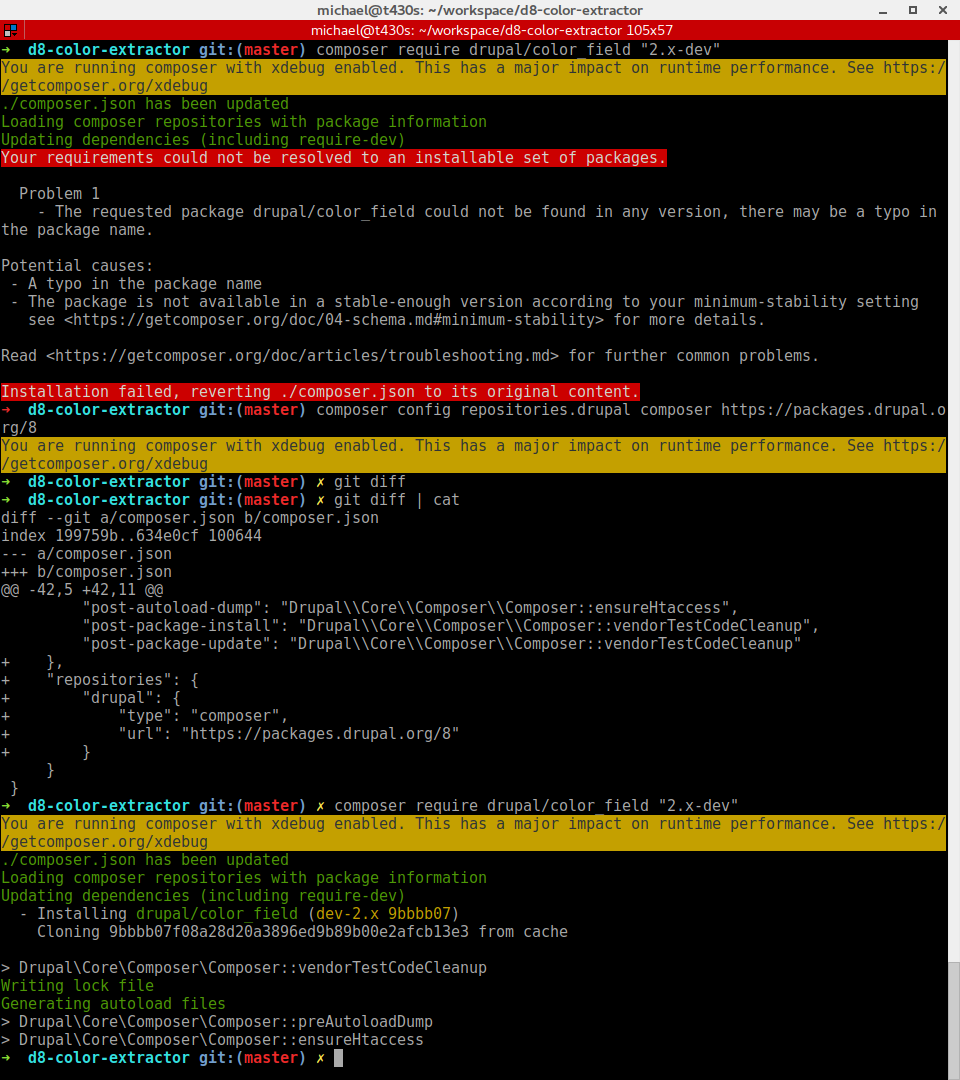 michael@t430s: ~/workspace/d8-color-extractor
michael@t430s: ~/workspace/d8-color-extractor 105x57
➜  d8-color-extractor git:(master) composer require drupal/color_field "2.x-dev"
You are running composer with xdebug enabled. This has a major impact on runtime performance. See https:/
/getcomposer.org/xdebug
./composer.json has been updated
Loading composer repositories with package information
Updating dependencies (including require-dev)
Your requirements could not be resolved to an installable set of packages.
  Problem 1
    - The requested package drupal/color_field could not be found in any version, there may be a typo in
the package name.
Potential causes:
 - A typo in the package name
 - The package is not available in a stable-enough version according to your minimum-stability setting
   see <https://getcomposer.org/doc/04-schema.md#minimum-stability> for more details.
Read <https://getcomposer.org/doc/articles/troubleshooting.md> for further common problems.
Installation failed, reverting ./composer.json to its original content.
➜  d8-color-extractor git:(master) composer config repositories.drupal composer https://packages.drupal.o
rg/8
You are running composer with xdebug enabled. This has a major impact on runtime performance. See https:/
/getcomposer.org/xdebug
➜  d8-color-extractor git:(master) ✗ git diff
➜  d8-color-extractor git:(master) ✗ git diff | cat
diff --git a/composer.json b/composer.json
index 199759b..634e0cf 100644
--- a/composer.json
+++ b/composer.json
@@ -42,5 +42,11 @@
         "post-autoload-dump": "Drupal\\Core\\Composer\\Composer::ensureHtaccess",
         "post-package-install": "Drupal\\Core\\Composer\\Composer::vendorTestCodeCleanup",
         "post-package-update": "Drupal\\Core\\Composer\\Composer::vendorTestCodeCleanup"
+    },
+    "repositories": {
+        "drupal": {
+            "type": "composer",
+            "url": "https://packages.drupal.org/8"
+        }
     }
 }
➜  d8-color-extractor git:(master) ✗ composer require drupal/color_field "2.x-dev"
You are running composer with xdebug enabled. This has a major impact on runtime performance. See https:/
/getcomposer.org/xdebug
./composer.json has been updated
Loading composer repositories with package information
Updating dependencies (including require-dev)
  - Installing drupal/color_field (dev-2.x 9bbbb07)
    Cloning 9bbbb07f08a28d20a3896ed9b89b00e2afcb13e3 from cache
> Drupal\Core\Composer\Composer::vendorTestCodeCleanup
Writing lock file
Generating autoload files
> Drupal\Core\Composer\Composer::preAutoloadDump
> Drupal\Core\Composer\Composer::ensureHtaccess
➜  d8-color-extractor git:(master) ✗